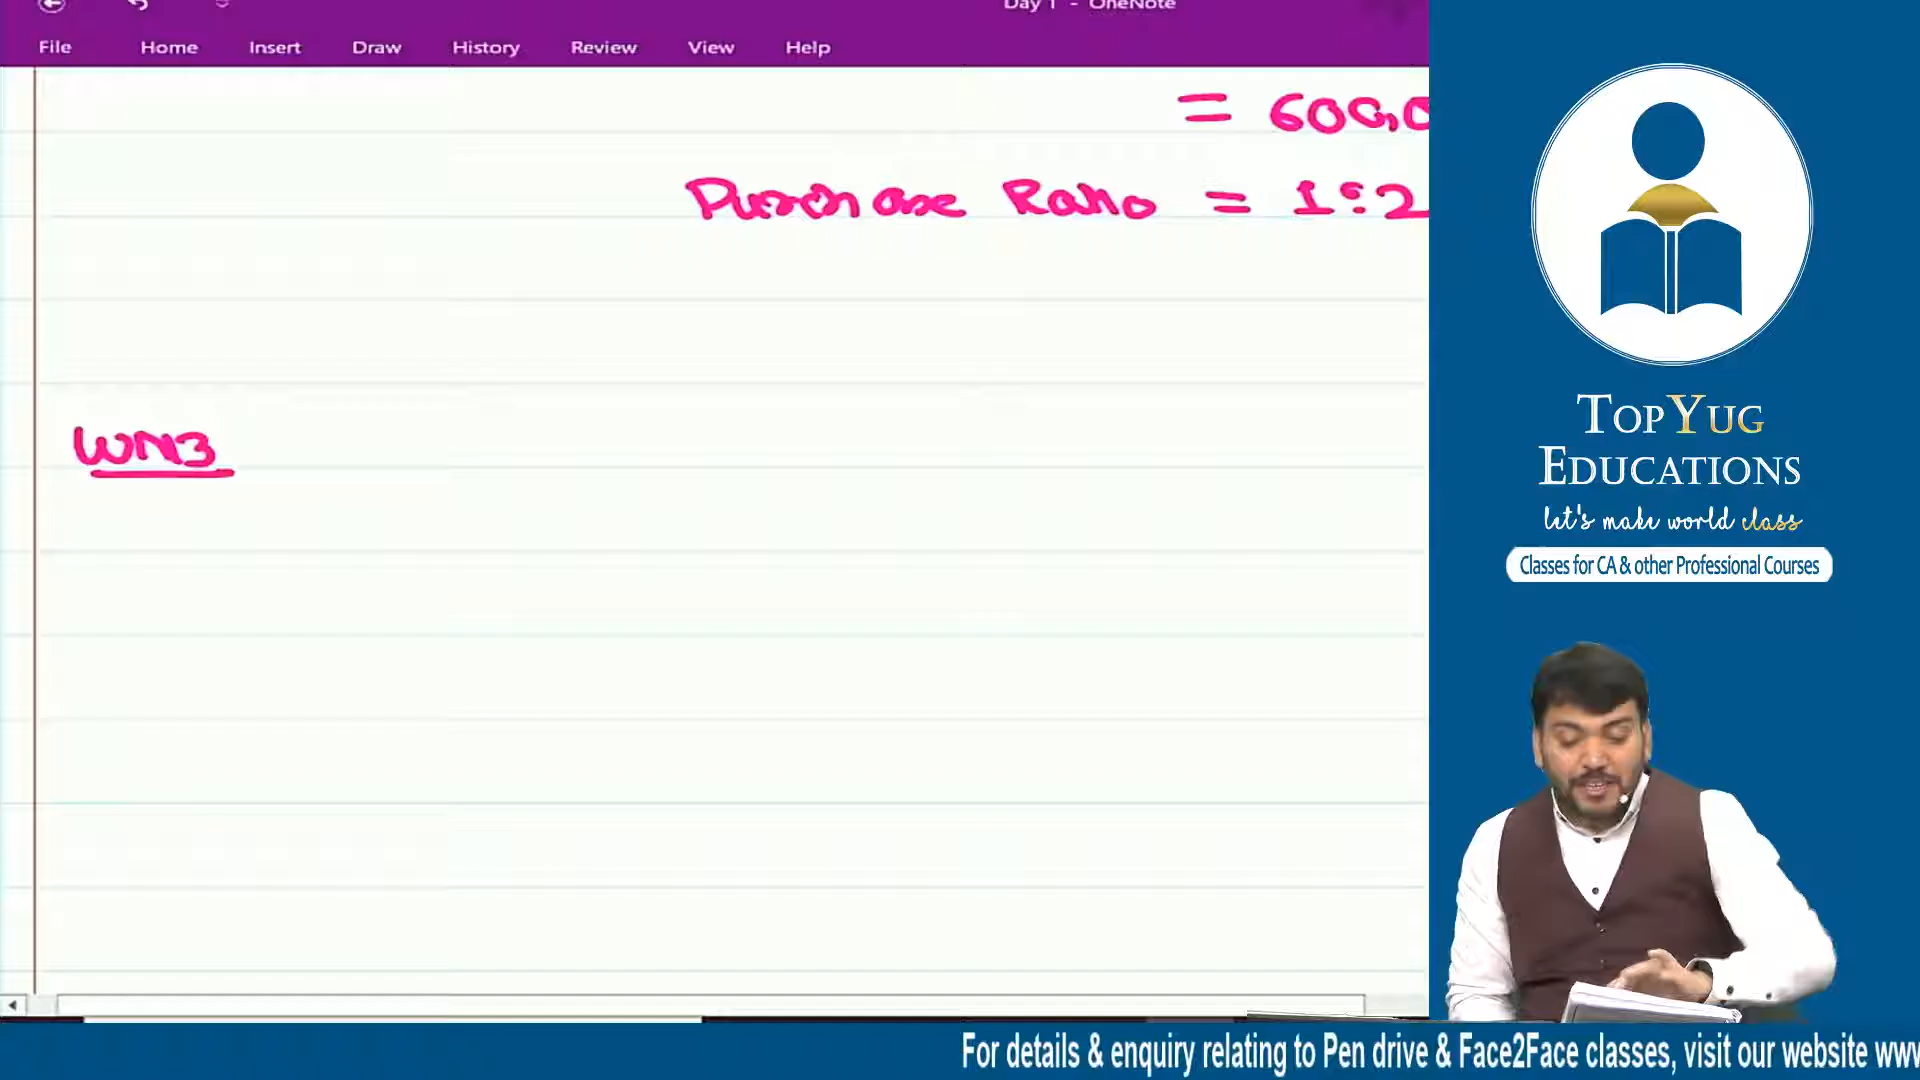 Day 1 - OneNote
File Home Insert Draw History Review View Help
= 600,0
Purchase Ratio = 1:2
WN3
TOPYUG
EDUCATIONS
let's make world class
Classes for CA & other Professional Courses
For details & enquiry relating to Pen drive & Face2Face classes, visit our website www